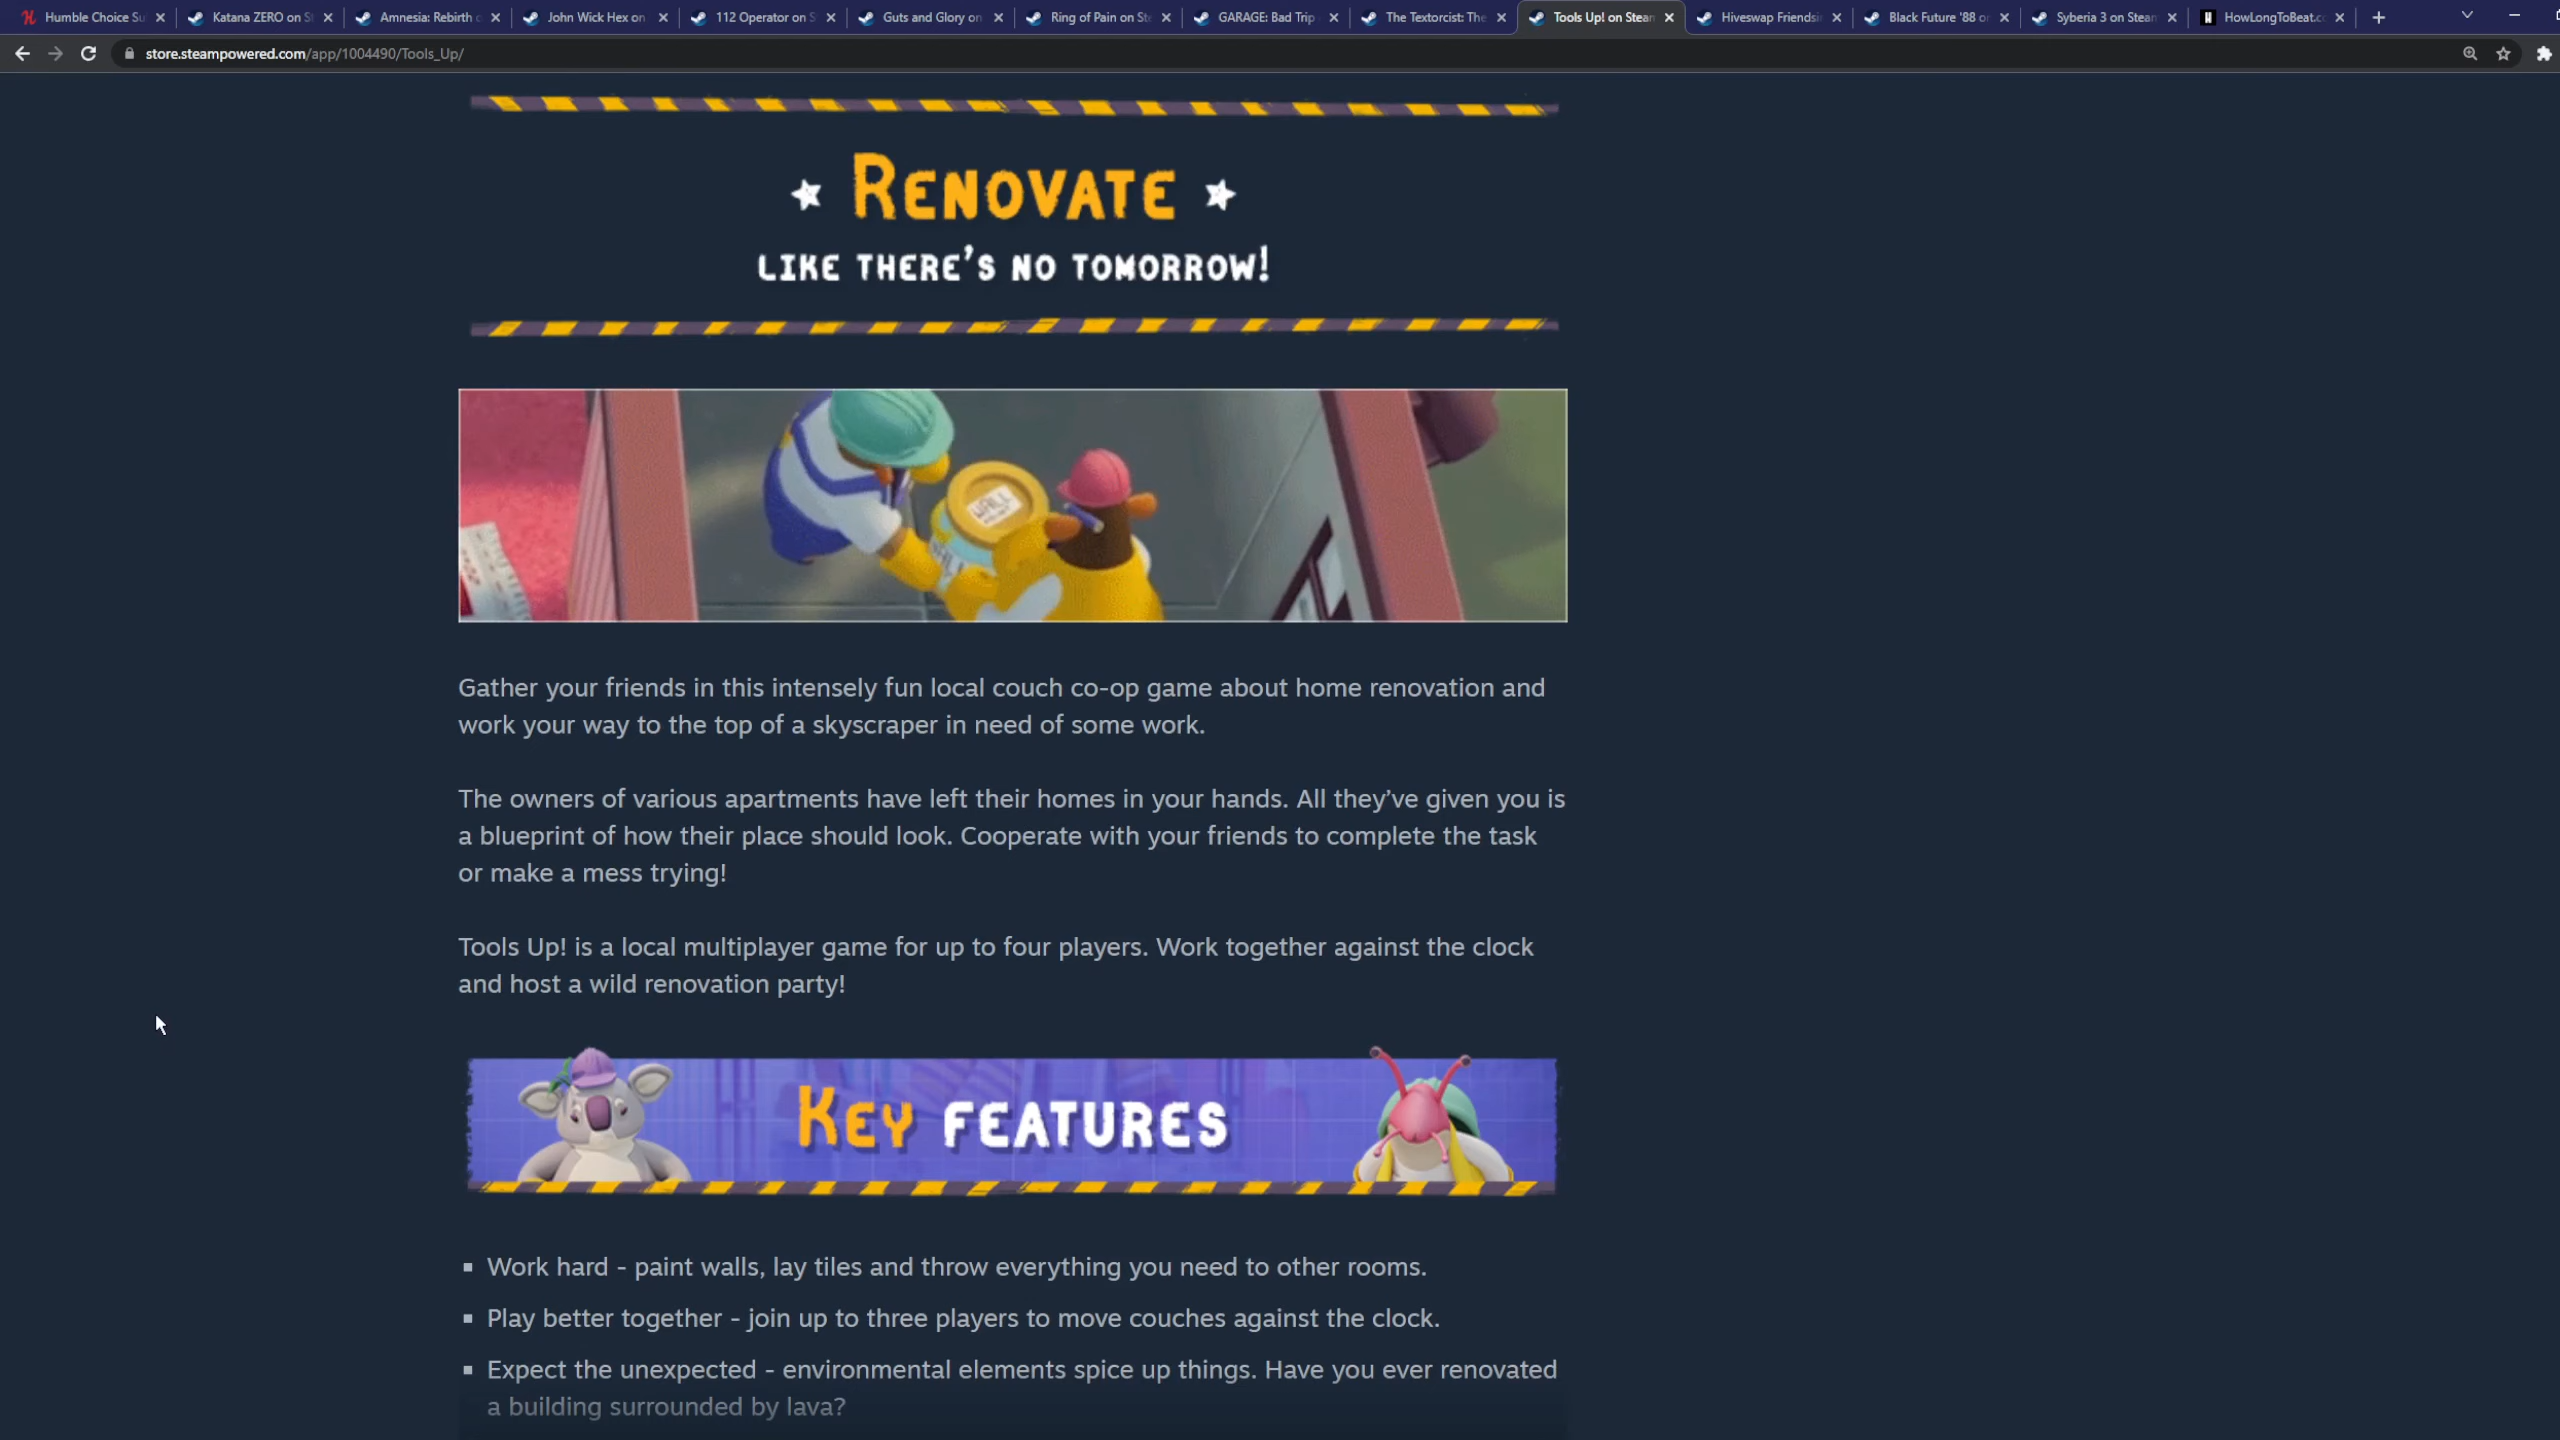 Humble Choice Su
Katana ZERO on S
Amnesia: Rebirth o
John Wick Hex on
112 Operator on S
Guts and Glory on
Ring of Pain on Ste
GARAGE: Bad Trip
The Textorcist: The
Tools Up! on Steam
Hiveswap Friendsi
Black Future '88 o
Syberia 3 on Steam
HowLongToBeat.c
store.steampowered.com/app/1004490/Tools_Up/
RENOVATE
LIKE THERE'S NO TOMORROW!
WALL
Gather your friends in this intensely fun local couch co-op game about home renovation and
work your way to the top of a skyscraper in need of some work.
The owners of various apartments have left their homes in your hands. All they've given you is
a blueprint of how their place should look. Cooperate with your friends to complete the task
or make a mess trying!
Tools Up! is a local multiplayer game for up to four players. Work together against the clock
and host a wild renovation party!
KEY FEATURES
▪ Work hard - paint walls, lay tiles and throw everything you need to other rooms.
▪ Play better together - join up to three players to move couches against the clock.
▪ Expect the unexpected - environmental elements spice up things. Have you ever renovated
a building surrounded by lava?